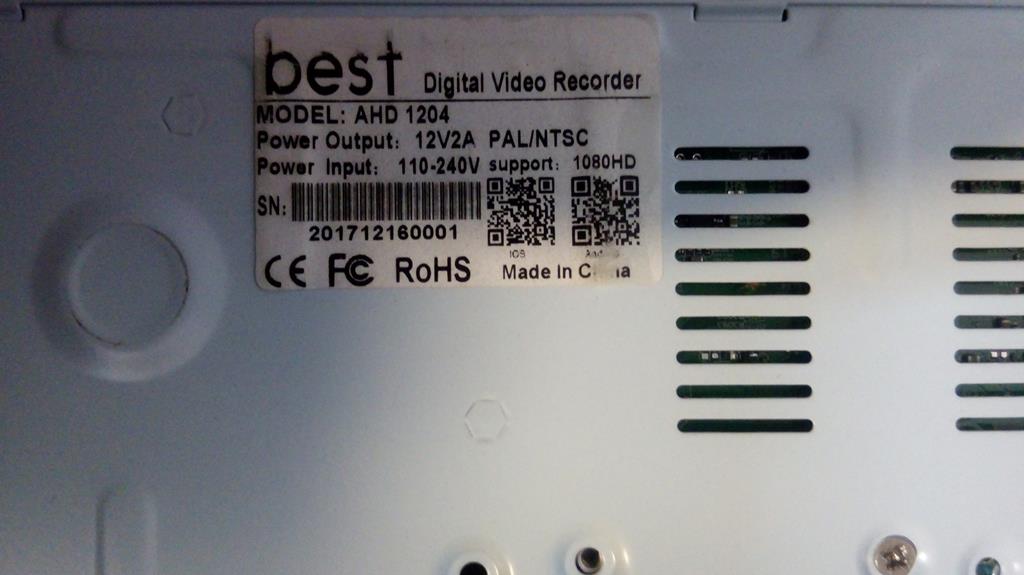 best Digital Video Recorder
MODEL: AHD 1204
Power Output: 12V2A PAL/NTSC
Power Input: 110-240V support: 1080HD
SN:
201712160001
IOS
CE FC RoHS Made In China